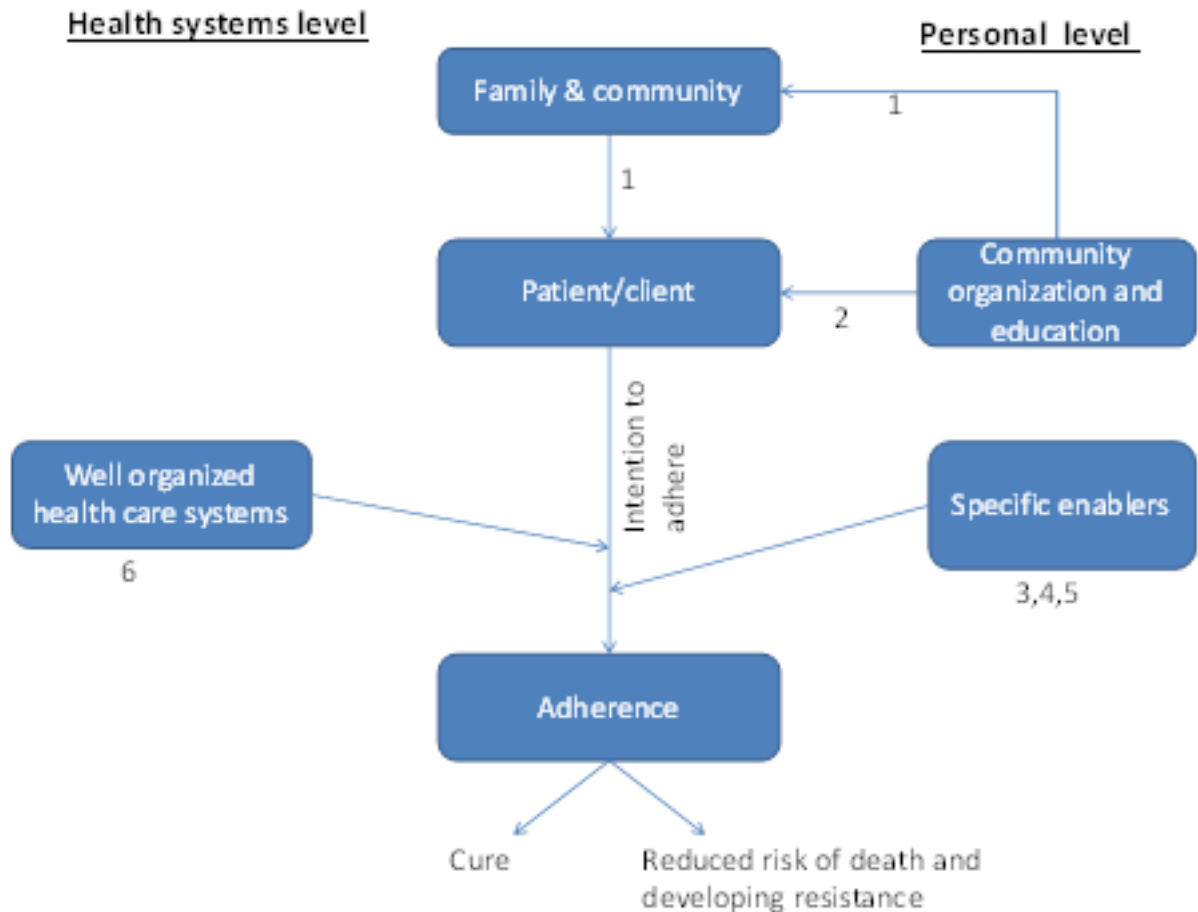 Health systems level
Personal level
Family & community
1
1
Patient/client
2
Community
organization and
education
Intention to
adhere
Well organized
health care systems
6
Specific enablers
3,4,5
Adherence
Cure
Reduced risk of death and
developing resistance